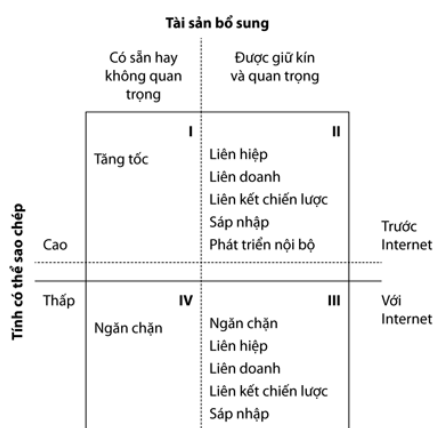 Tài sản bổ sung
Có sẵn hay
không quan
trọng
Được giữ kín
và quan trọng
Tính có thể sao chép
Cao
I
Tăng tốc
II
Liên hiệp
Liên doanh
Liên kết chiến lược
Sáp nhập
Phát triển nội bộ
Trước
Internet
Thấp
IV
Ngăn chặn
III
Ngăn chặn
Liên hiệp
Liên doanh
Liên kết chiến lược
Sáp nhập
Với
Internet